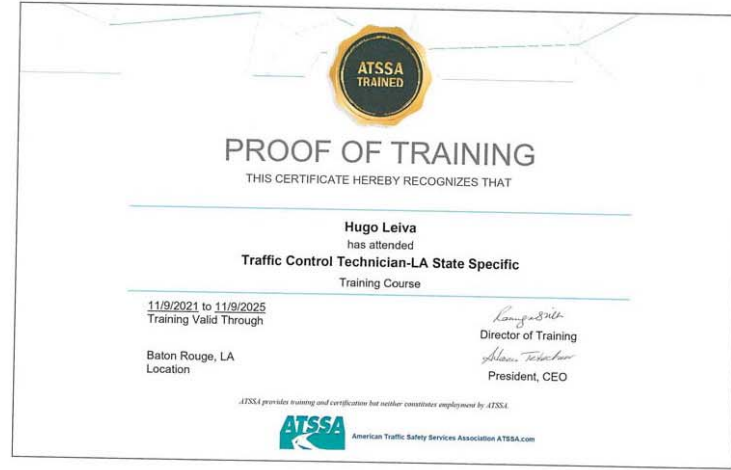 ATSSA
TRAINED
PROOF OF TRAINING
THIS CERTIFICATE HEREBY RECOGNIZES THAT
Hugo Leiva
has attended
Traffic Control Technician-LA State Specific
Training Course
11/9/2021 to 11/9/2025
Training Valid Through
Director of Training
Baton Rouge, LA
Location
President, CEO
ATSSA provides training and certification but neither constitutes employment by ATSSA.
ATSSA
American Traffic Safety Services Association ATSSA.com